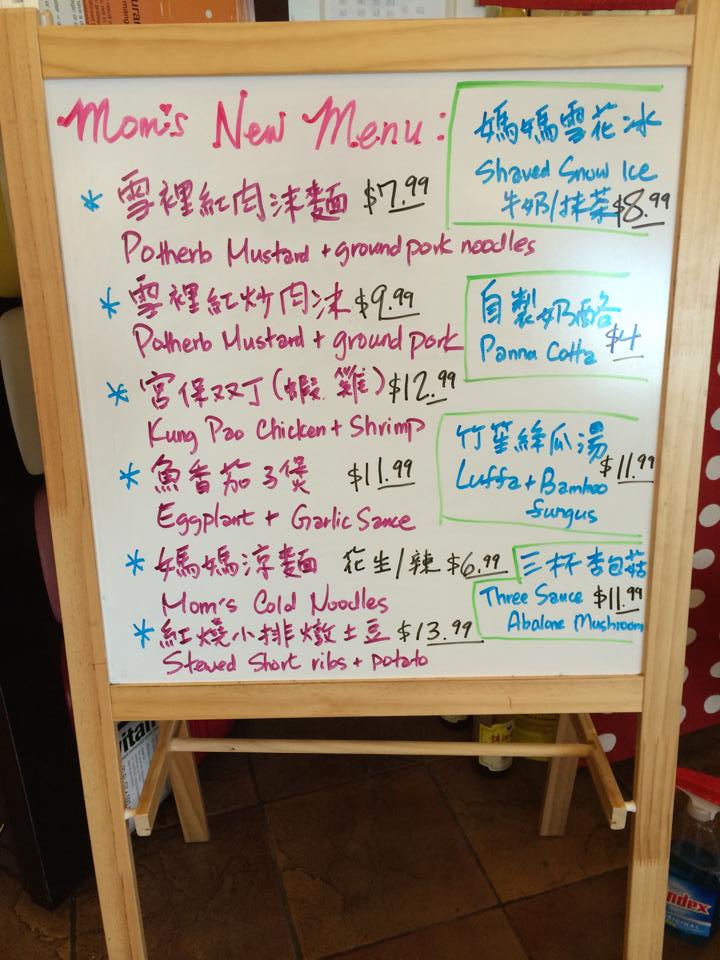 Mom's New Menu:
* 雪裡紅肉沫麵 $7.99
Potherb Mustard + ground pork noodles
* 雪裡紅炒肉沫 $9.99
Potherb Mustard + ground pork
* 宮保双丁(蝦.雞) $12.99
Kung Pao Chicken + Shrimp
* 魚香茄子煲 $11.99
Eggplant + Garlic Sauce
* 媽媽涼麵 花生/辣 $6.99
Mom's Cold Noodles
* 紅燒小排燉土豆 $13.99
Stewed Short ribs + potato
媽媽雪花冰
Shaved Snow Ice
牛奶/抹茶 $8.99
自製奶酪
Panna Cotta $4
竹笙絲瓜湯
Luffa + Bamboo $11.99
fungus
三杯杏包菇
Three Sauce $11.99
Abalone Mushroom